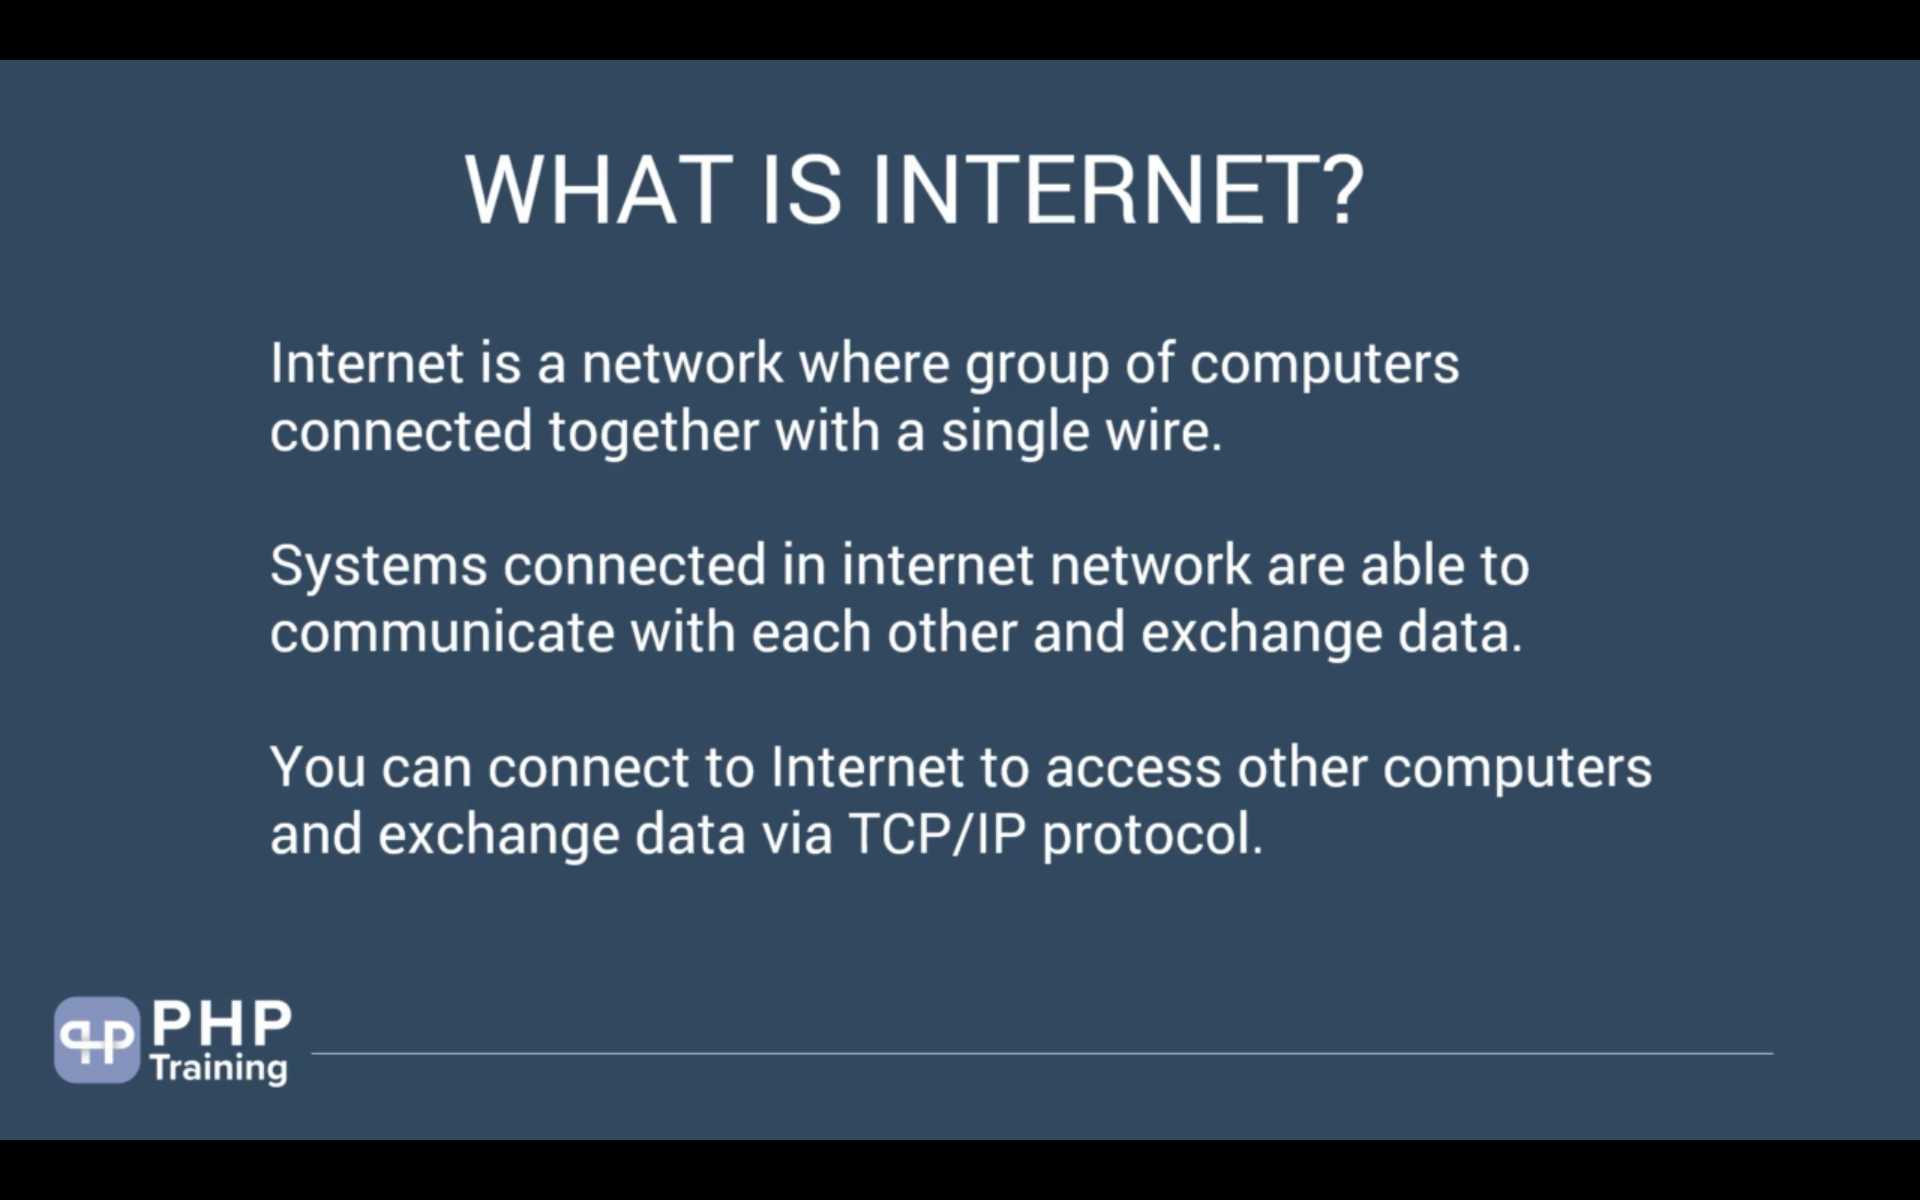 WHAT IS INTERNET?
Internet is a network where group of computers
connected together with a single wire.
Systems connected in internet network are able to
communicate with each other and exchange data.
You can connect to Internet to access other computers
and exchange data via TCP/IP protocol.
php PHP
Training